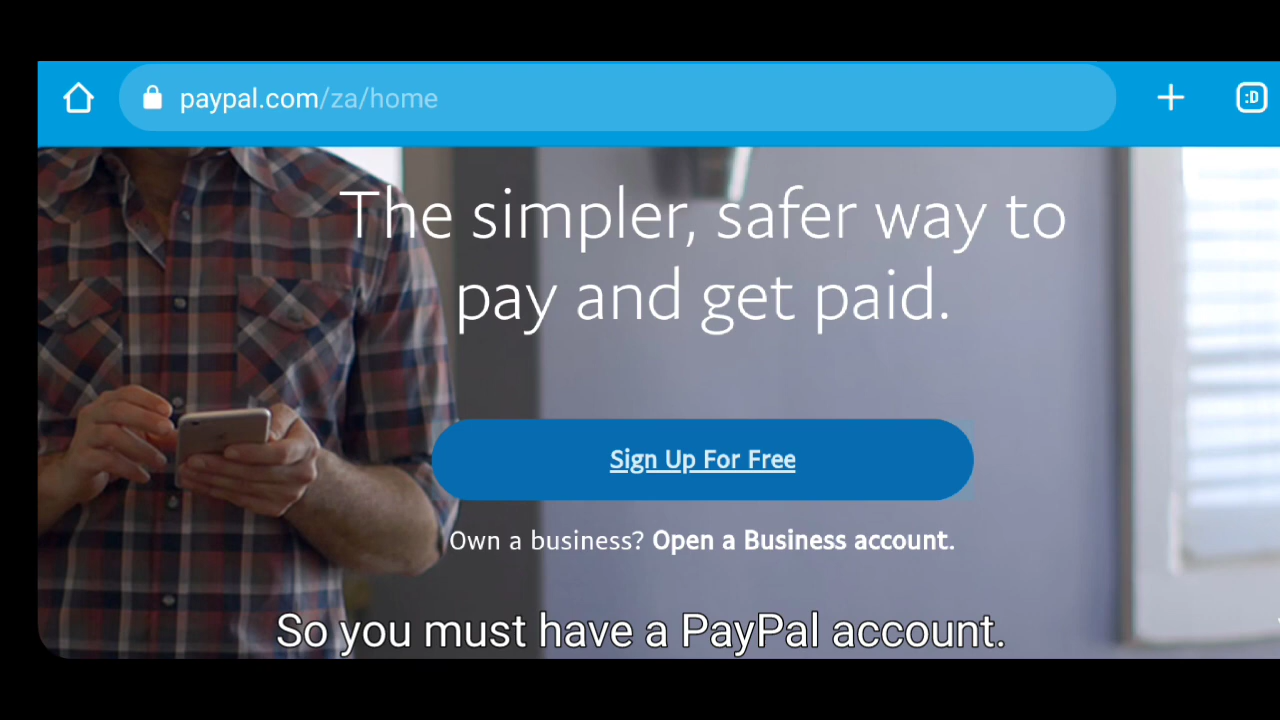 paypal.com/za/home
:D
The simpler, safer way to
pay and get paid.
Sign Up For Free
Own a business? Open a Business account.
So you must have a PayPal account.